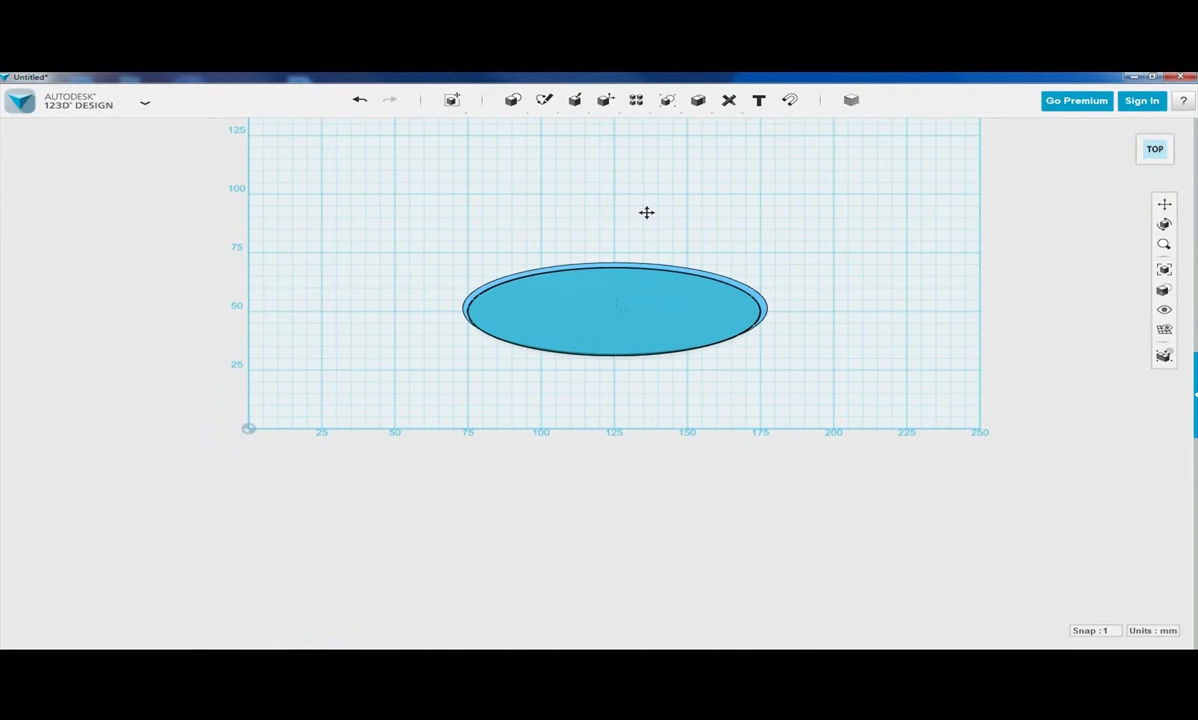 Untitled*
AUTODESK®
123D® DESIGN
Go Premium
Sign In
?
TOP
125
100
75
50
25
25 50 75 100 125 150 175 200 225 250
Snap : 1
Units : mm